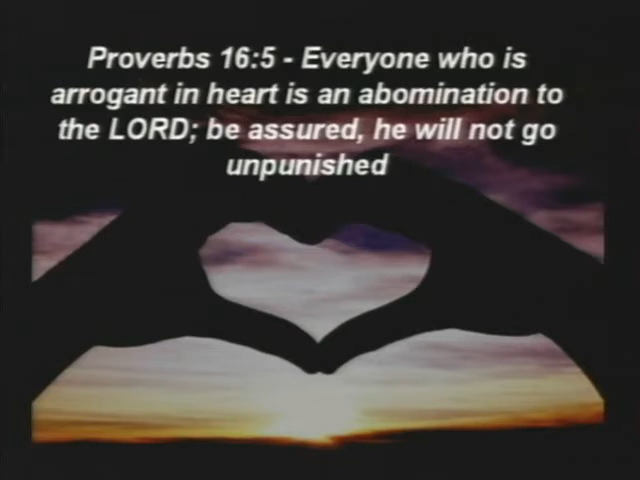 Proverbs 16:5 - Everyone who is
arrogant in heart is an abomination to
the LORD; be assured, he will not go
unpunished